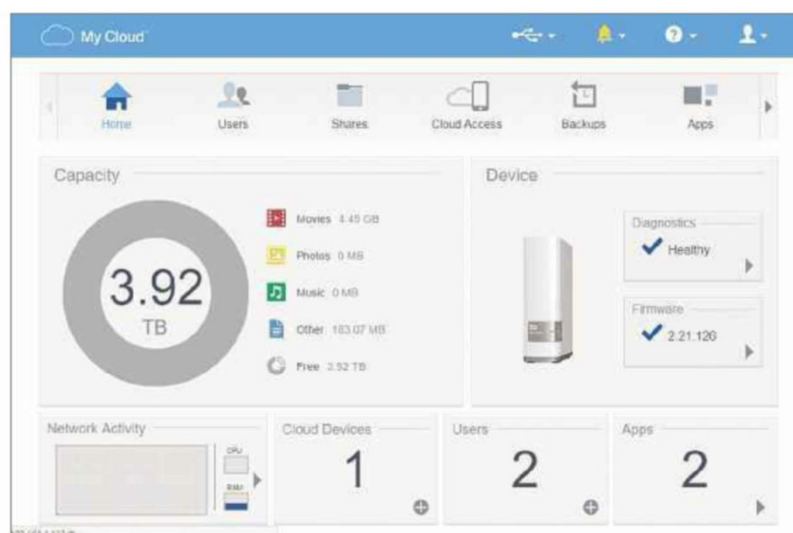 My Cloud
Home
Users
Shares
Cloud Access
Backups
Apps
Capacity
3.92
TB
Movies 4.45 GB
Photos 0 MB
Music 0 MB
Other 183.07 MB
Free 3.92 TB
Device
Diagnostics
Healthy
Firmware
2.21.126
Network Activity
CPU
RAM
Cloud Devices
1
Users
2
Apps
2